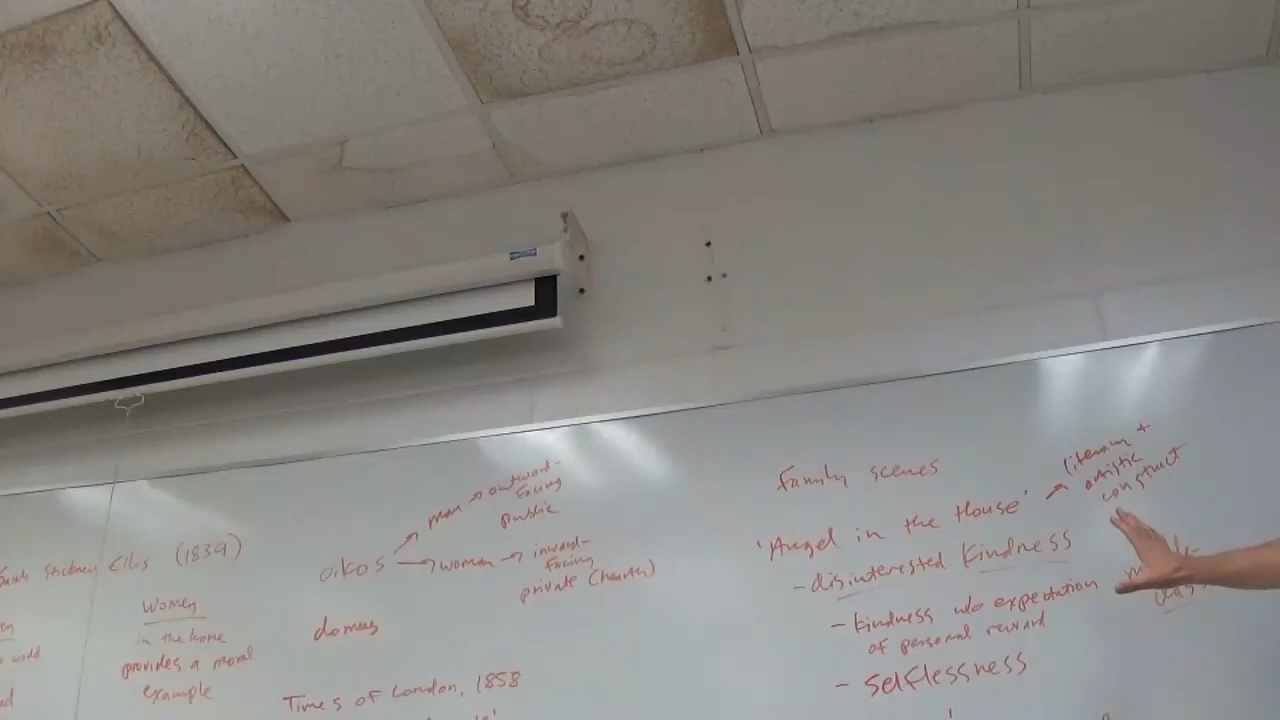 Sarah Stickney Ellis (1839)
Women
in the home
provides a moral
example
world
oikos
man → outward-
facing
public
woman → inward-
facing
private (hearth)
domus
Times of London, 1858
Family scenes
'Angel in the House' → literary +
artistic
construct
- disinterested kindness
- kindness w/o expectation
of personal reward
- selflessness
class